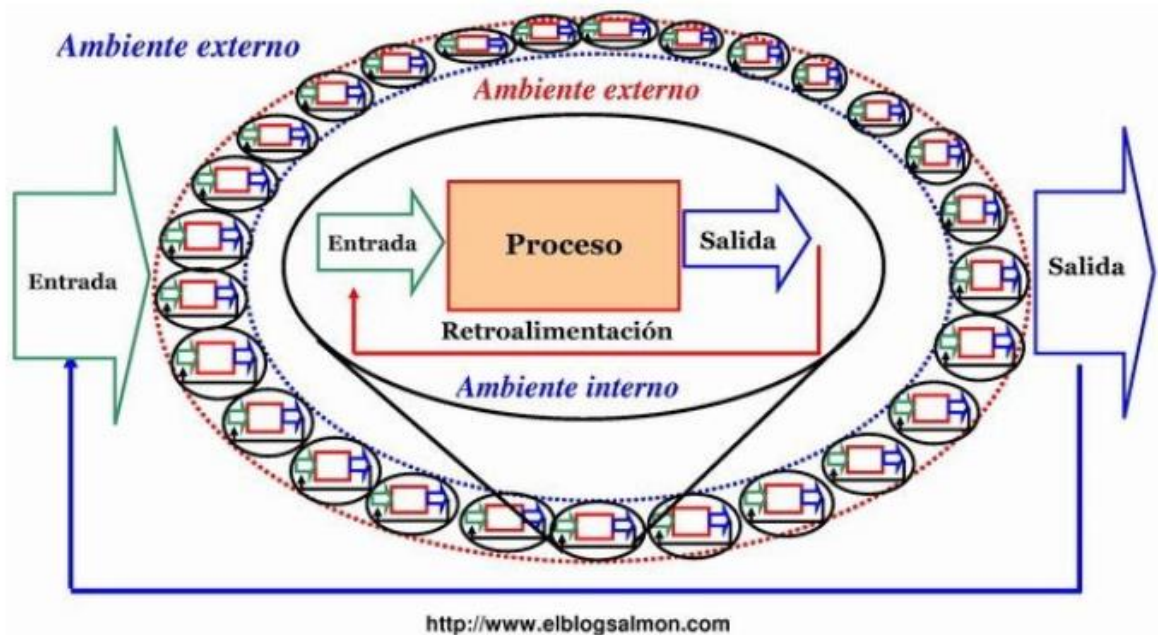 Ambiente externo
Ambiente externo
Entrada
Entrada
Proceso
Salida
Salida
Retroalimentación
Ambiente interno
http://www.elblogsalmon.com